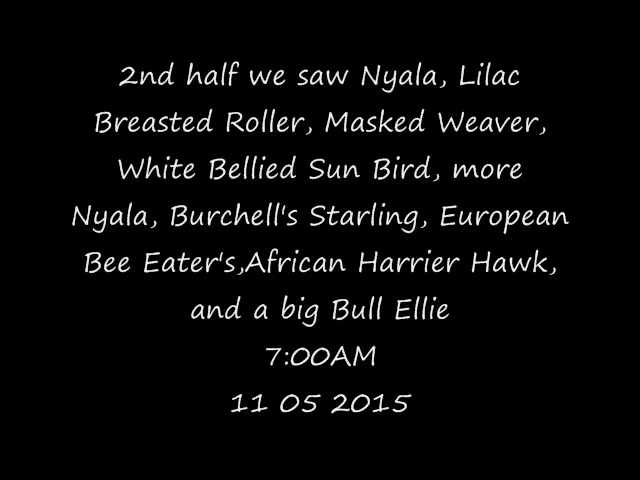 2nd half we saw Nyala, Lilac
Breasted Roller, Masked Weaver,
White Bellied Sun Bird, more
Nyala, Burchell's Starling, European
Bee Eater's,African Harrier Hawk,
and a big Bull Ellie
7:00AM
11 05 2015